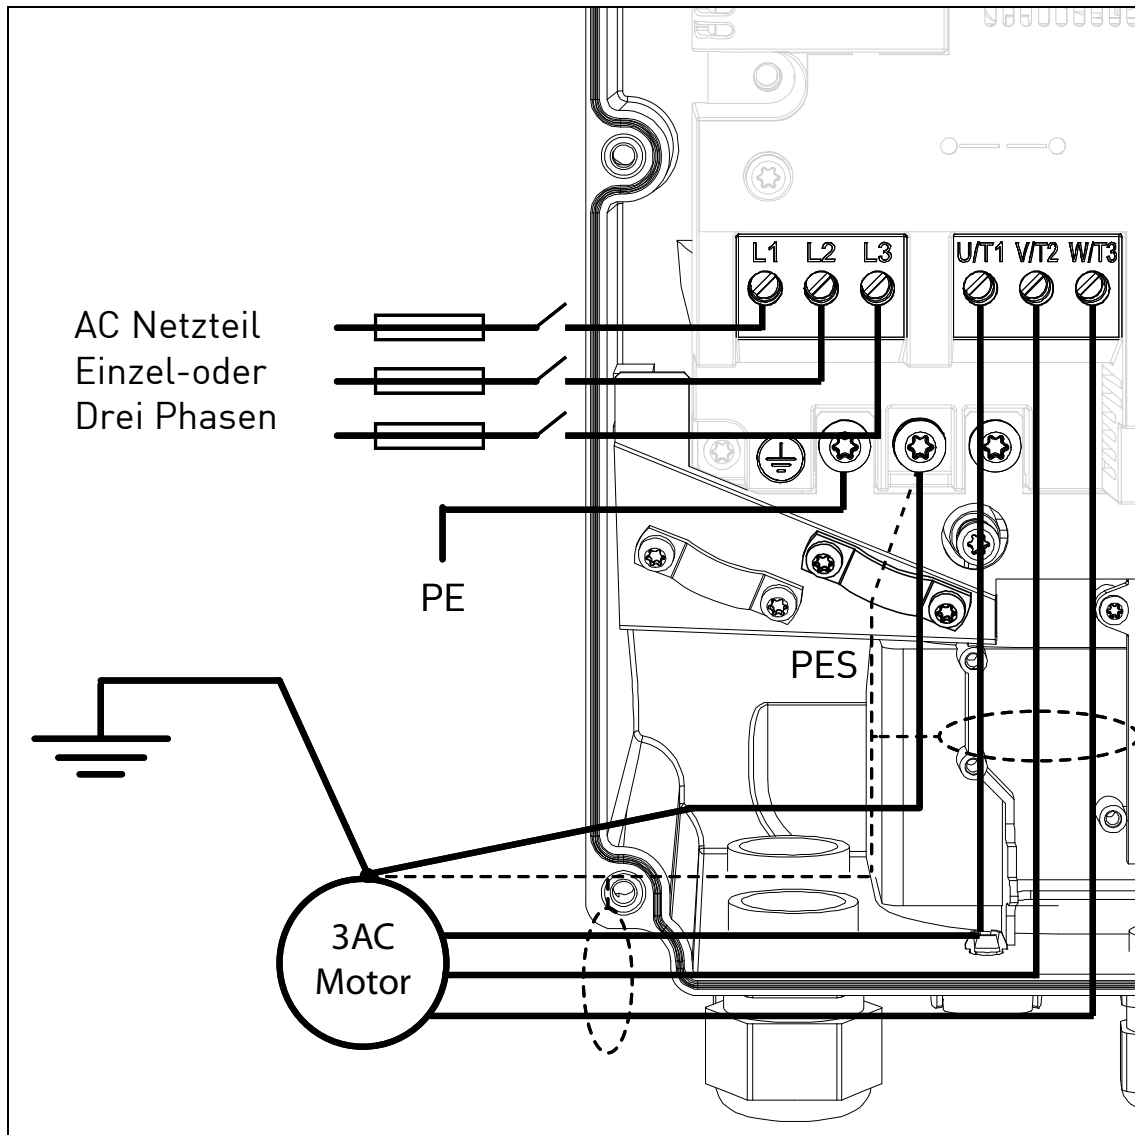 L1 L2 L3
U/T1 V/T2 W/T3
AC Netzteil
Einzel-oder
Drei Phasen
PE
PES
3AC
Motor